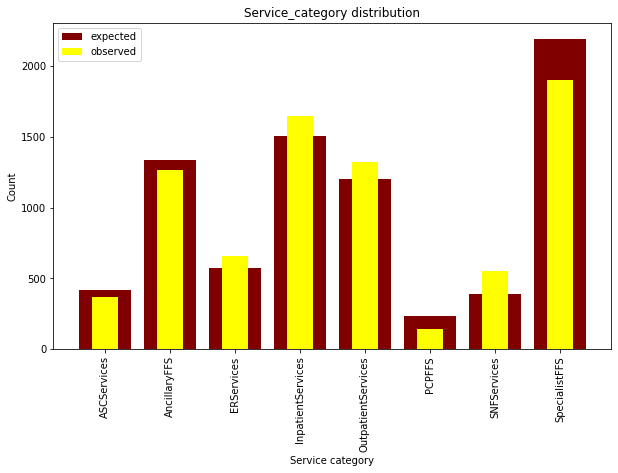 Service_category distribution
expected
observed
Count
2000
1500
1000
500
0
ASCServices
AncillaryFFS
ERServices
InpatientServices
OutpatientServices
PCPFFS
SNFServices
SpecialistFFS
Service category